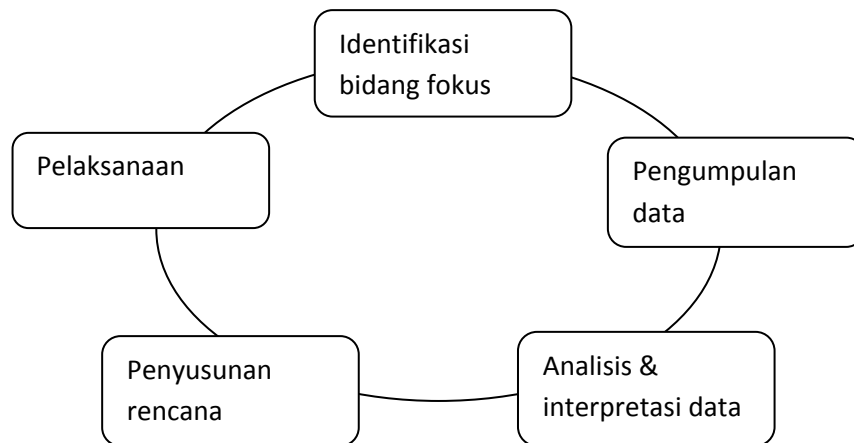 Identifikasi
bidang fokus
Pengumpulan
data
Analisis &
interpretasi data
Penyusunan
rencana
Pelaksanaan